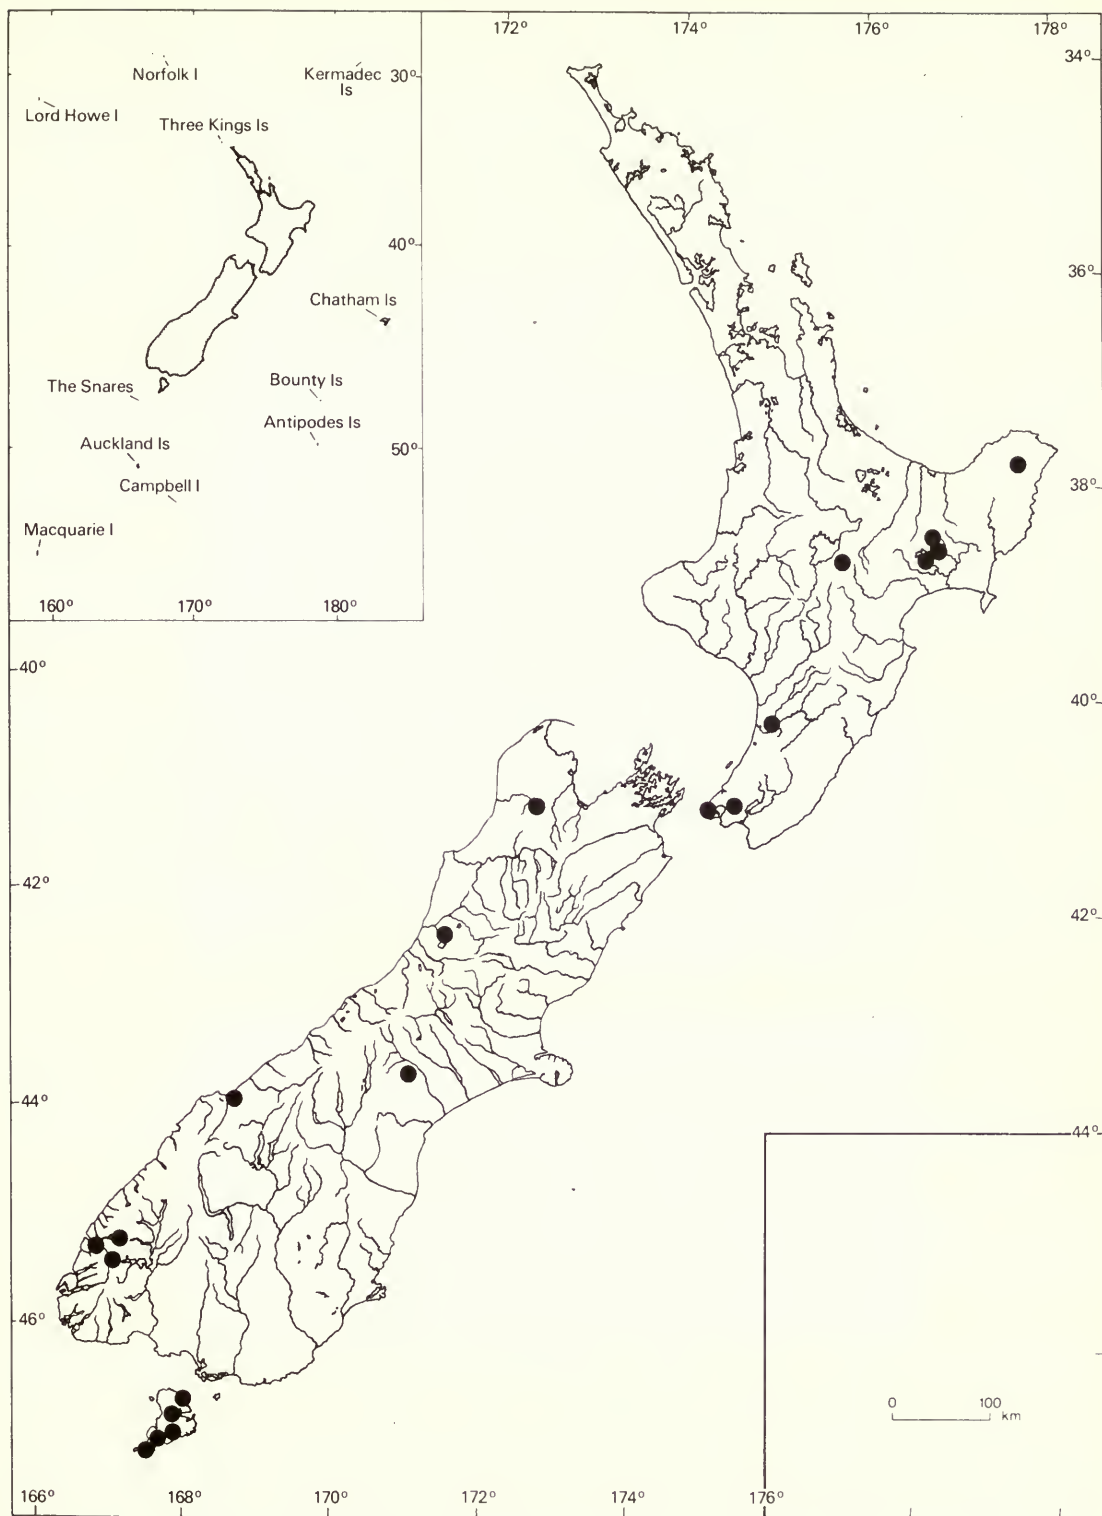 172°
174°
176°
178°
34°
Norfolk I
Kermadec
Is
30°
Lord Howe I
Three Kings Is
40°
36°
Chatham Is
The Snares
Bounty Is
Antipodes Is
Auckland Is
50°
Campbell I
38°
Macquarie I
160°
170°
180°
40°
40°
42°
42°
44°
44°
46°
0 100
km
166°
168°
170°
172°
174°
176°